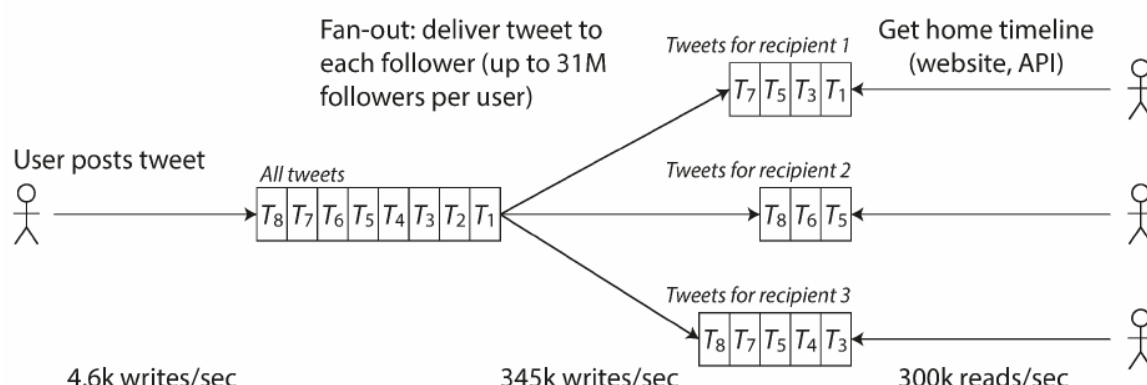 Fan-out: deliver tweet to
each follower (up to 31M
followers per user)
Tweets for recipient 1
Get home timeline
(website, API)
T₇ T₅ T₃ T₁
User posts tweet
All tweets
T₈ T₇ T₆ T₅ T₄ T₃ T₂ T₁
Tweets for recipient 2
T₈ T₆ T₅
Tweets for recipient 3
T₈ T₇ T₅ T₄ T₃
4.6k writes/sec
345k writes/sec
300k reads/sec